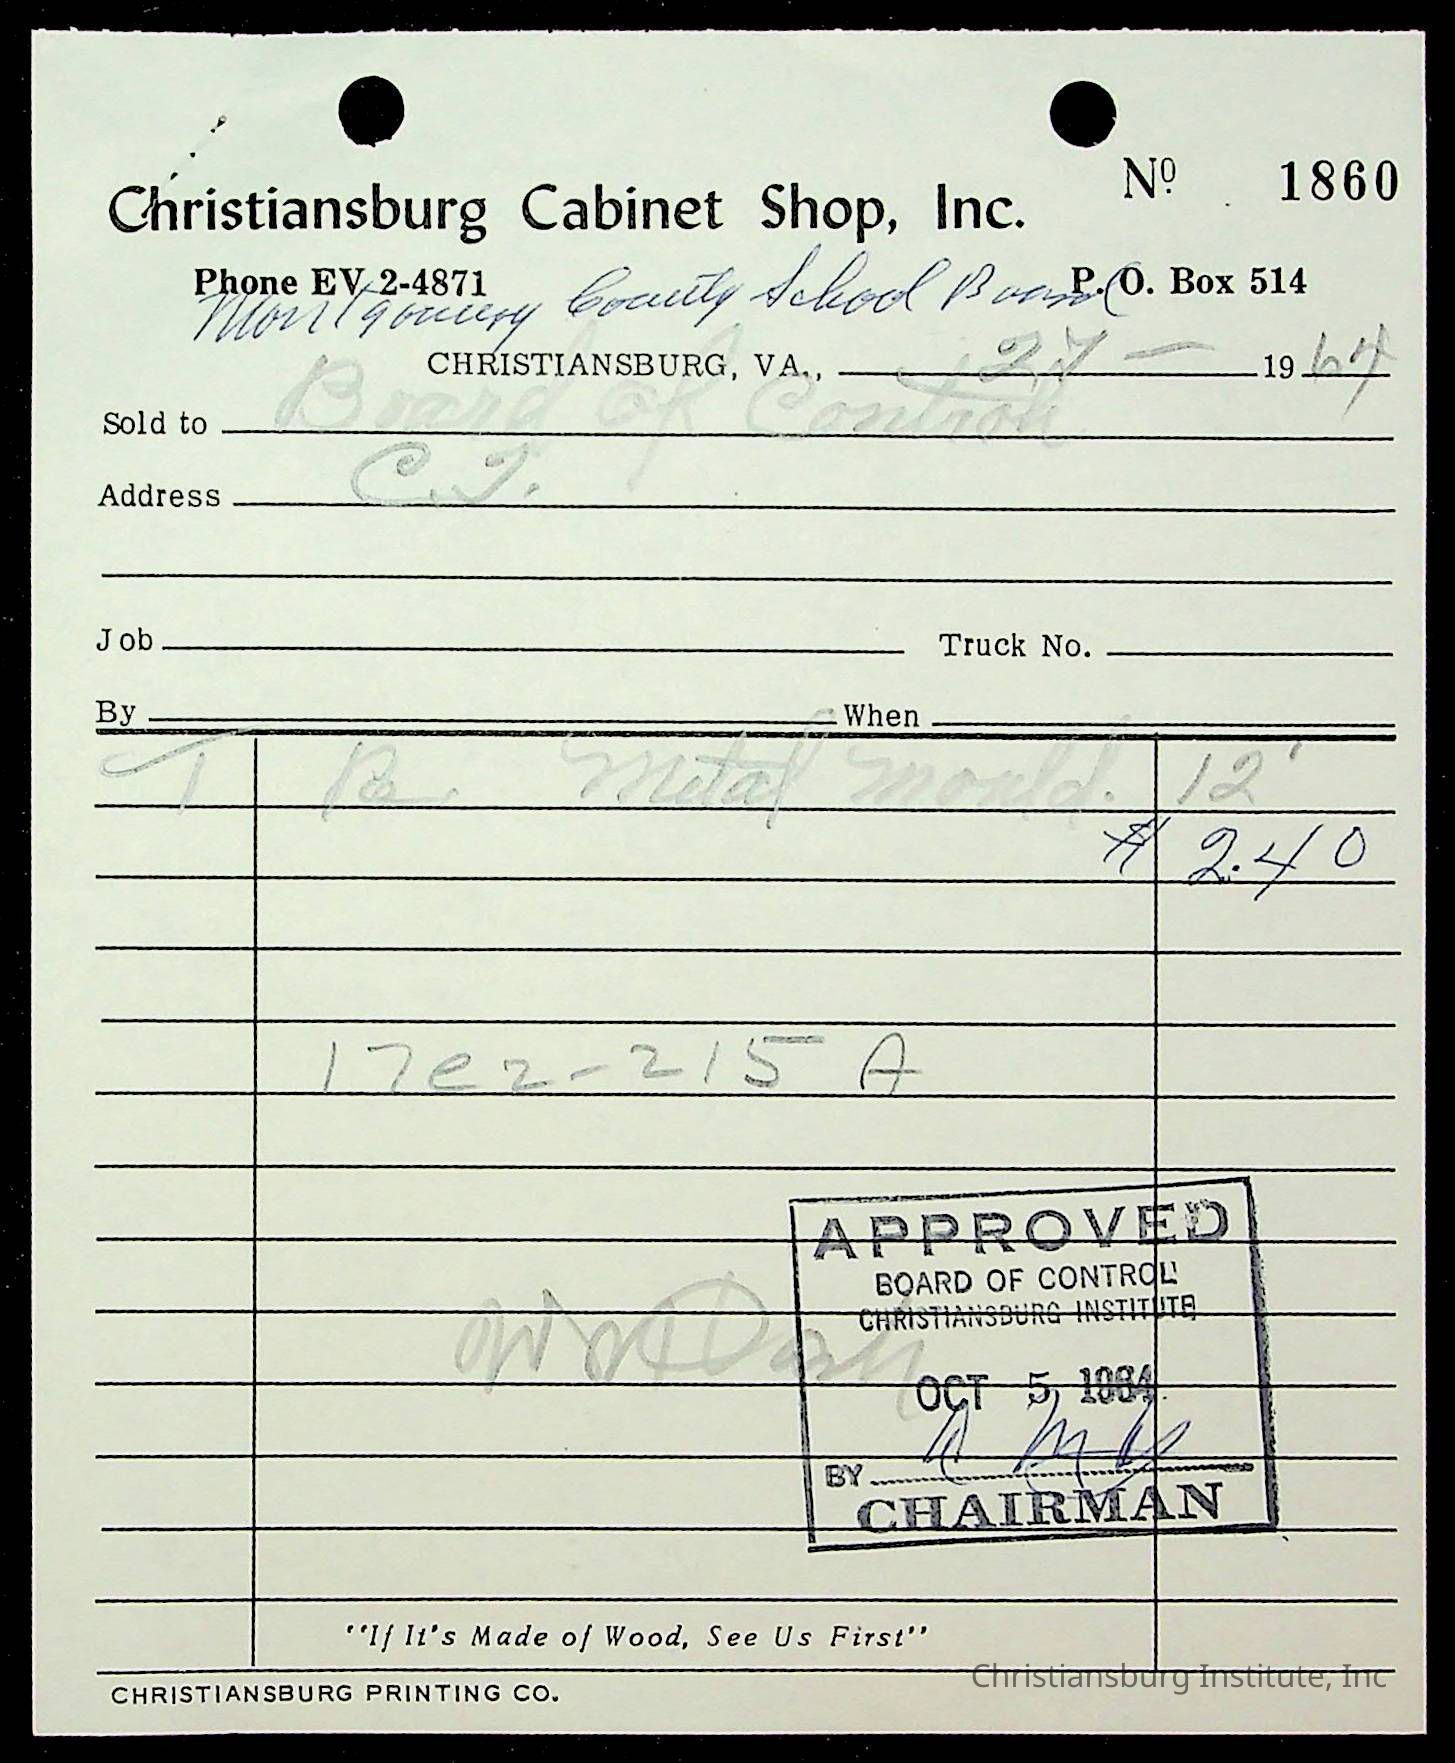 Nº 1860
Christiansburg Cabinet Shop, Inc.
Phone EV 2-4871 P. O. Box 514
Montgomery County School Board
CHRISTIANSBURG, VA., 27 — 1964
Sold to Board of Control
Address C.I.
Job Truck No.
By When
1 Pc. Metal Mould. 12'
$ 2.40
17e2-215 A
APPROVED
BOARD OF CONTROL
CHRISTIANSBURG INSTITUTE
OCT 5 1964
BY
CHAIRMAN
"If It's Made of Wood, See Us First"
CHRISTIANSBURG PRINTING CO.
Christiansburg Institute, Inc